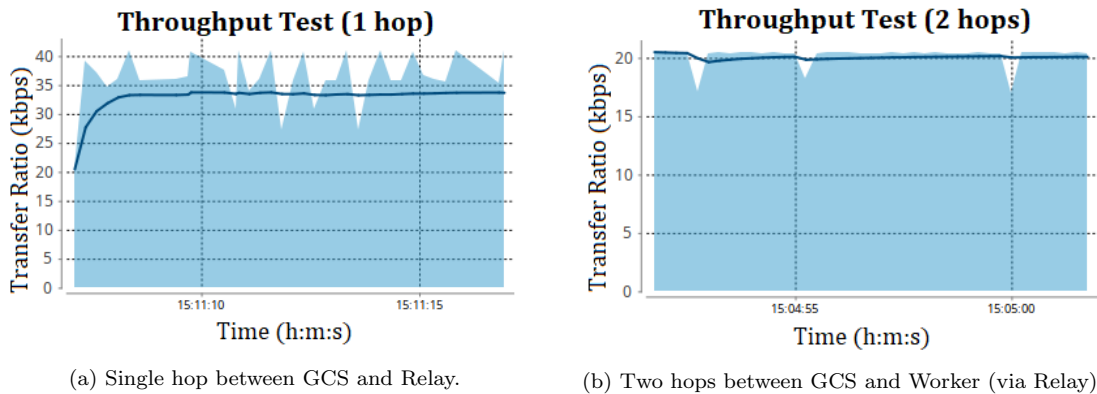 Throughput Test (1 hop)
Transfer Ratio (kbps)
40
35
30
25
20
15
10
5
0
15:11:10
15:11:15
Time (h:m:s)
(a) Single hop between GCS and Relay.
Throughput Test (2 hops)
Transfer Ratio (kbps)
20
15
10
5
0
15:04:55
15:05:00
Time (h:m:s)
(b) Two hops between GCS and Worker (via Relay)